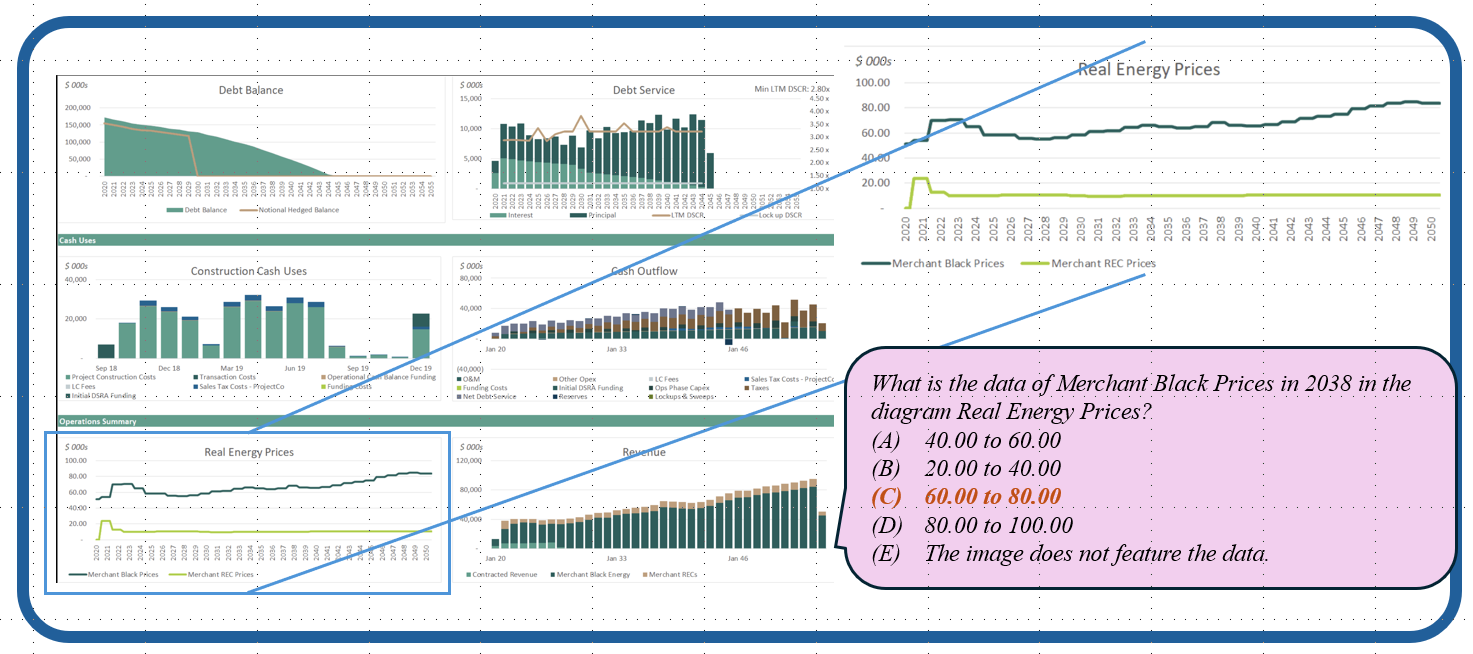 $ 000s
Debt Balance
200,000
150,000
100,000
50,000
-
2020 2021 2022 2023 2024 2025 2026 2027 2028 2029 2030 2031 2032 2033 2034 2035 2036 2037 2038 2039 2040 2041 2042 2043 2044 2045 2046 2047 2048 2049 2050 2051 2052 2053 2054 2055
Debt Balance Notional Hedged Balance
$ 000s
Debt Service
Min LTM DSCR: 2.80x
15,000
10,000
5,000
-
4.50 x
4.00 x
3.50 x
3.00 x
2.50 x
2.00 x
1.50 x
1.00 x
Interest Principal LTM DSCR Lock up DSCR
Cash Uses
$ 000s
Construction Cash Uses
40,000
20,000
-
Sep 18 Dec 18 Mar 19 Jun 19 Sep 19 Dec 19
Project Construction Costs Transaction Costs Operational Cash Balance Funding
LC Fees Sales Tax Costs - ProjectCo Funding Costs
Initial DSRA Funding
$ 000s
Cash Outflow
80,000
40,000
-
Jan 20 Jan 33 Jan 46
(40,000)
O&M Other Opex LC Fees Sales Tax Costs - ProjectCo
Funding Costs Initial DSRA Funding Ops Phase Capex Taxes
Net Debt Service Reserves Lockups & Sweeps
Operations Summary
$ 000s
Real Energy Prices
100.00
80.00
60.00
40.00
20.00
-
2020 2021 2022 2023 2024 2025 2026 2027 2028 2029 2030 2031 2032 2033 2034 2035 2036 2037 2038 2039 2040 2041 2042 2043 2044 2045 2046 2047 2048 2049 2050
Merchant Black Prices Merchant REC Prices
$ 000s
Revenue
120,000
80,000
40,000
-
Jan 20 Jan 33 Jan 46
Contracted Revenue Merchant Black Energy Merchant RECs
$ 000s
Real Energy Prices
100.00
80.00
60.00
40.00
20.00
-
2020 2021 2022 2023 2024 2025 2026 2027 2028 2029 2030 2031 2032 2033 2034 2035 2036 2037 2038 2039 2040 2041 2042 2043 2044 2045 2046 2047 2048 2049 2050
Merchant Black Prices Merchant REC Prices
What is the data of Merchant Black Prices in 2038 in the
diagram Real Energy Prices?
(A) 40.00 to 60.00
(B) 20.00 to 40.00
(C) 60.00 to 80.00
(D) 80.00 to 100.00
(E) The image does not feature the data.